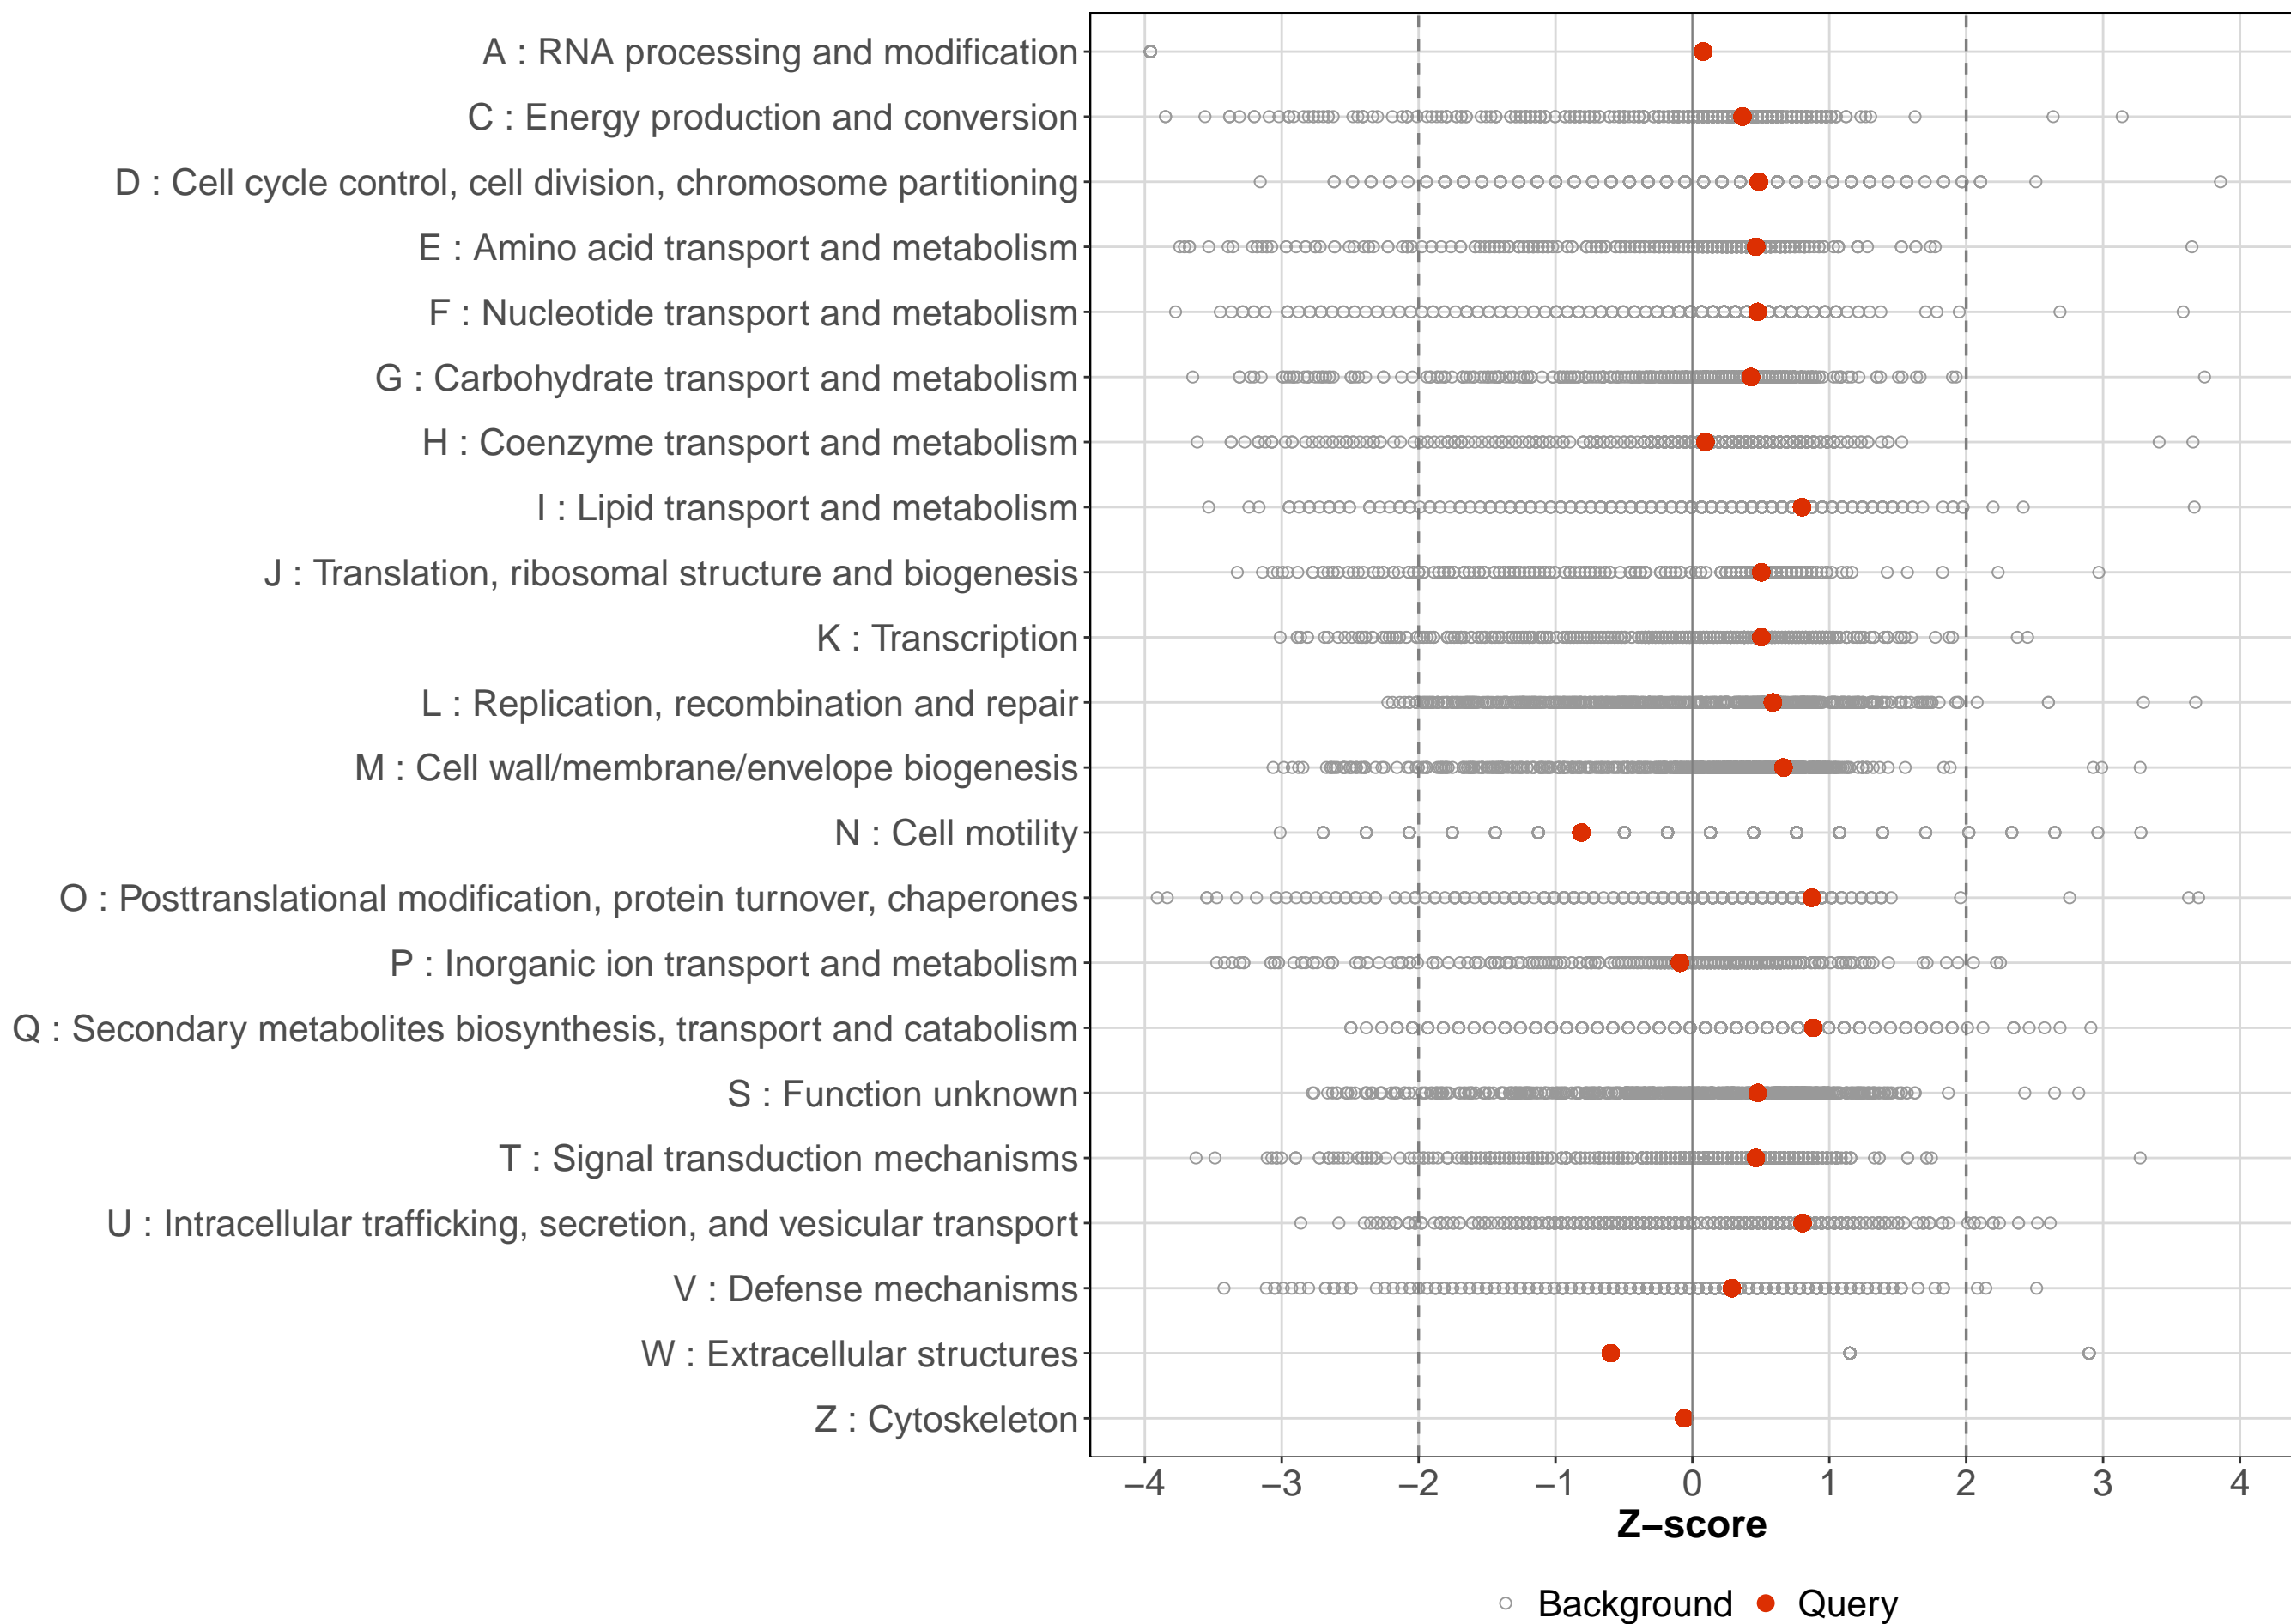 A : RNA processing and modification
C : Energy production and conversion
D : Cell cycle control, cell division, chromosome partitioning
E : Amino acid transport and metabolism
F : Nucleotide transport and metabolism
G : Carbohydrate transport and metabolism
H : Coenzyme transport and metabolism
I : Lipid transport and metabolism
J : Translation, ribosomal structure and biogenesis
K : Transcription
L : Replication, recombination and repair
M : Cell wall/membrane/envelope biogenesis
N : Cell motility
O : Posttranslational modification, protein turnover, chaperones
P : Inorganic ion transport and metabolism
Q : Secondary metabolites biosynthesis, transport and catabolism
S : Function unknown
T : Signal transduction mechanisms
U : Intracellular trafficking, secretion, and vesicular transport
V : Defense mechanisms
W : Extracellular structures
Z : Cytoskeleton
−4 −3 −2 −1 0 1 2 3 4
Z−score
Background Query